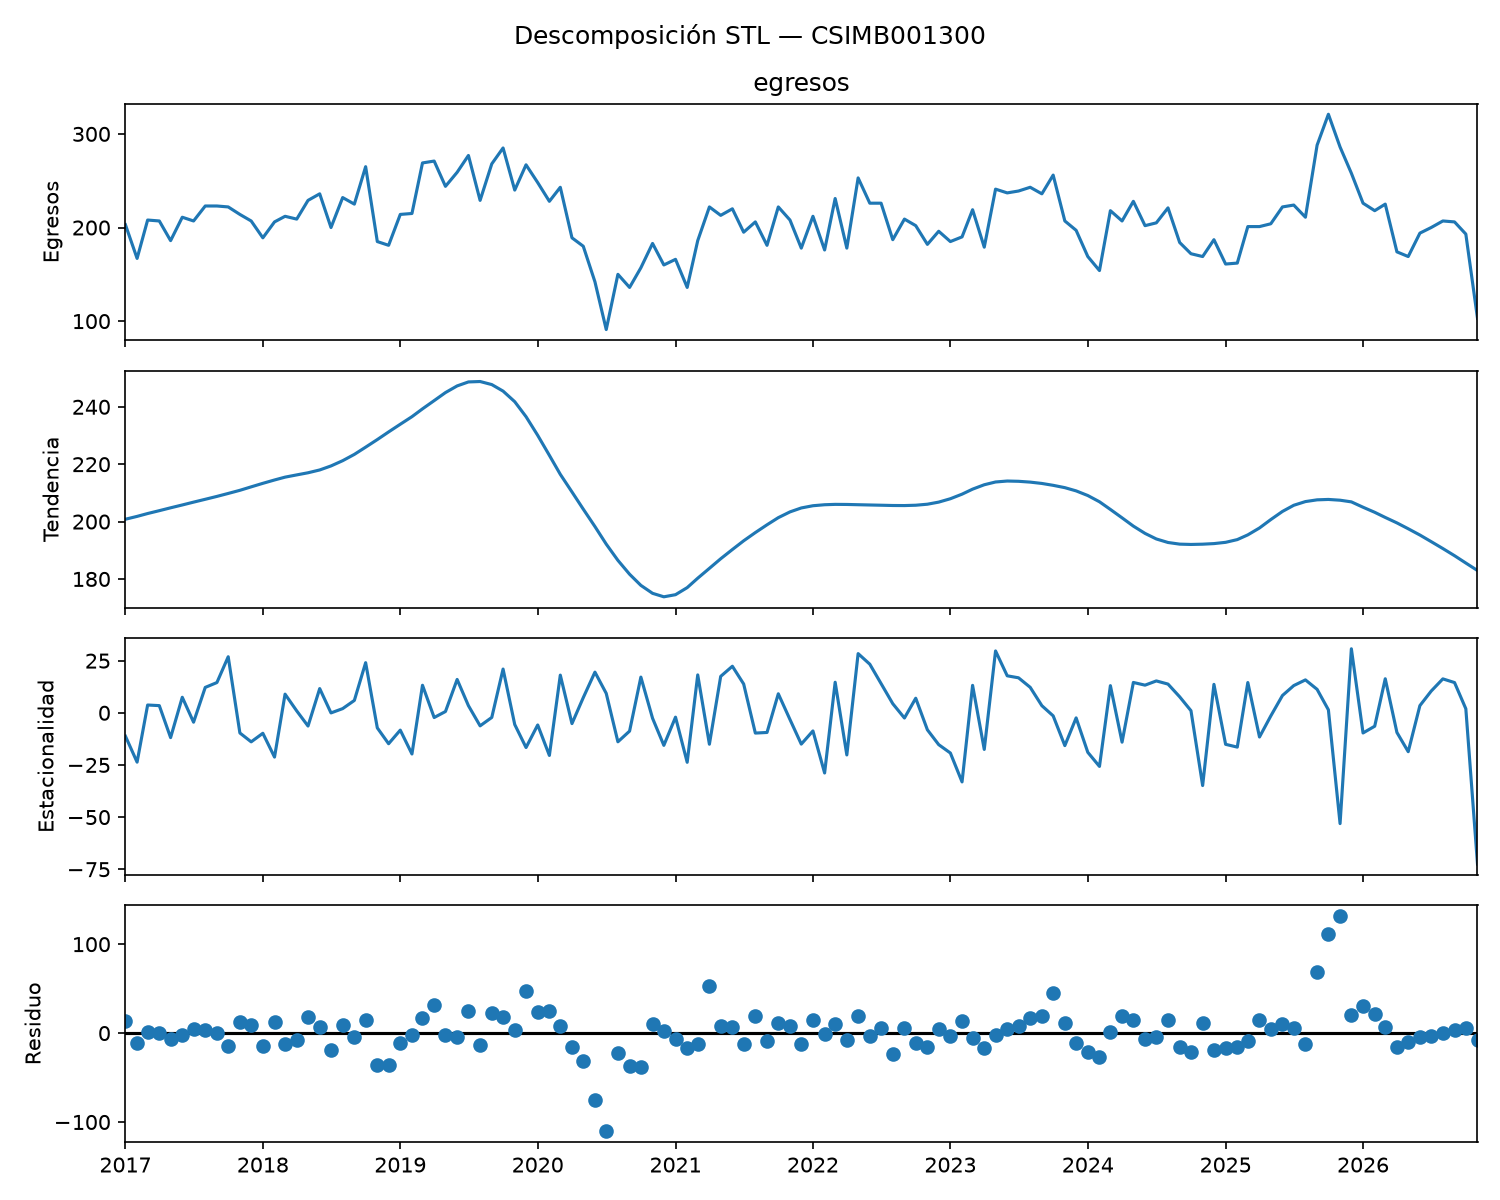 Descomposición STL — CSIMB001300
egresos
Egresos
300
200
100
Tendencia
240
220
200
180
Estacionalidad
25
0
−25
−50
−75
Residuo
100
0
−100
2017 2018 2019 2020 2021 2022 2023 2024 2025 2026